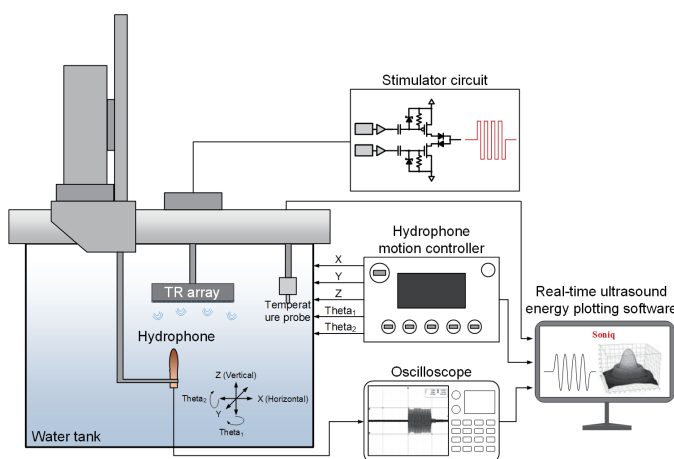 Stimulator circuit
Hydrophone
motion controller
X
Y
Z
Theta₁
Theta₂
TR array
Temperat
ure probe
Real-time ultrasound
energy plotting software
Soniq
Hydrophone
Oscilloscope
Z (Vertical)
Theta₂
X (Horizontal)
Y
Theta₁
Water tank